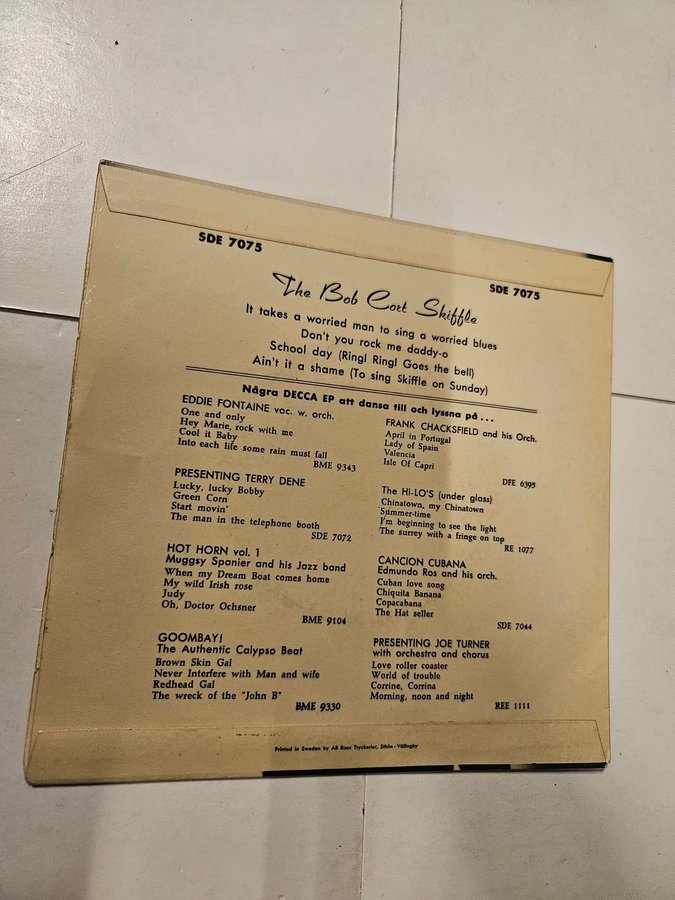 SDE 7075
SDE 7075
The Bob Cort Skiffle
It takes a worried man to sing a worried blues
Don't you rock me daddy-o
School day (Ring! Ring! Goes the bell)
Ain't it a shame (To sing Skiffle on Sunday)
Några DECCA EP att dansa till och lyssna på . . .
EDDIE FONTAINE voc. w. orch.
One and only
Hey Marie, rock with me
Cool it Baby
Into each life some rain must fall
BME 9343
PRESENTING TERRY DENE
Lucky, lucky Bobby
Green Corn
Start movin'
The man in the telephone booth
SDE 7072
HOT HORN vol. 1
Muggsy Spanier and his Jazz band
When my Dream Boat comes home
My wild Irish rose
Judy
Oh, Doctor Ochsner
BME 9104
GOOMBAY!
The Authentic Calypso Beat
Brown Skin Gal
Never Interfere with Man and wife
Redhead Gal
The wreck of the "John B"
BME 9330
FRANK CHACKSFIELD and his Orch.
April in Portugal
Lady of Spain
Valencia
Isle Of Capri
DFE 6395
The HI-LO'S (under glass)
Chinatown, my Chinatown
Summer-time
I'm beginning to see the light
The surrey with a fringe on top
RE 1077
CANCION CUBANA
Edmundo Ros and his orch.
Cuban love song
Chiquita Banana
Copacabana
The Hat seller
SDE 7044
PRESENTING JOE TURNER
with orchestra and chorus
Love roller coaster
World of trouble
Corrine, Corrina
Morning, noon and night
REE 1111
Printed in Sweden by AB Roos Tryckerier, Sthlm - Vällingby